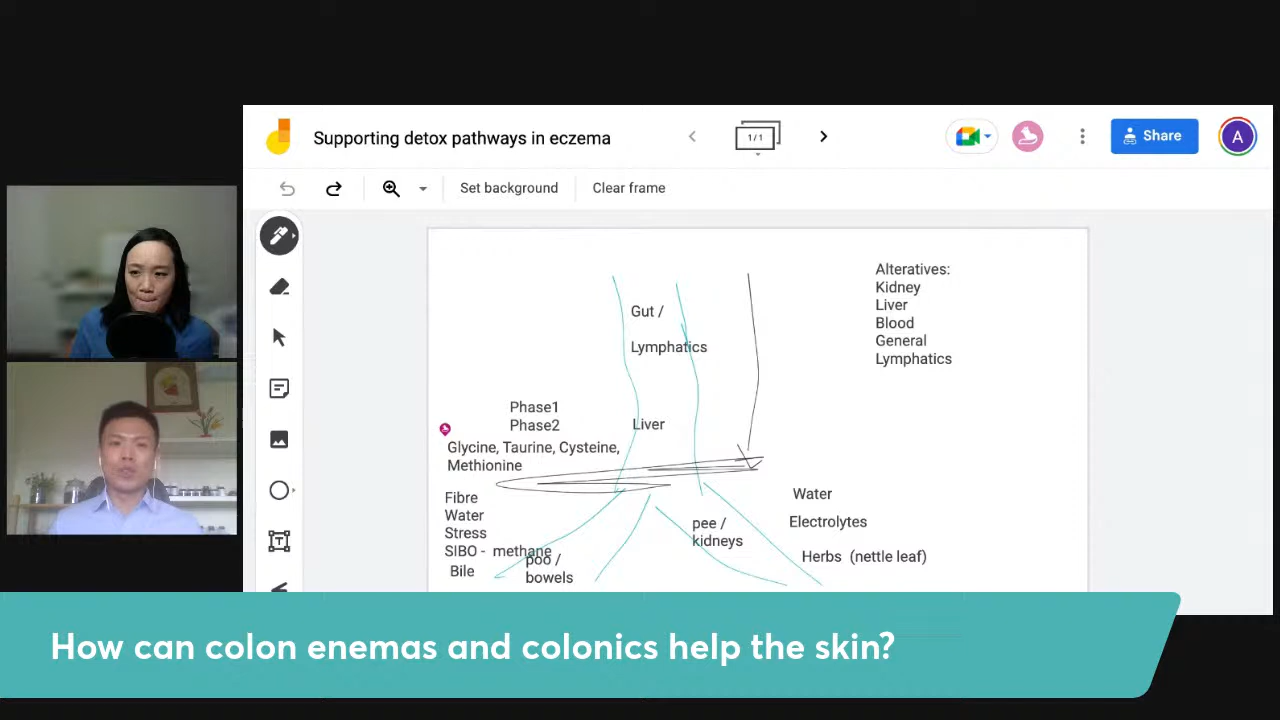 Supporting detox pathways in eczema
1/1
Share
A
Set background
Clear frame
Gut /
Lymphatics
Alteratives:
Kidney
Liver
Blood
General
Lymphatics
Phase1
Phase2
Liver
Glycine, Taurine, Cysteine,
Methionine
Fibre
Water
Stress
SIBO - methane
Bile
poo /
bowels
pee /
kidneys
Water
Electrolytes
Herbs (nettle leaf)
How can colon enemas and colonics help the skin?